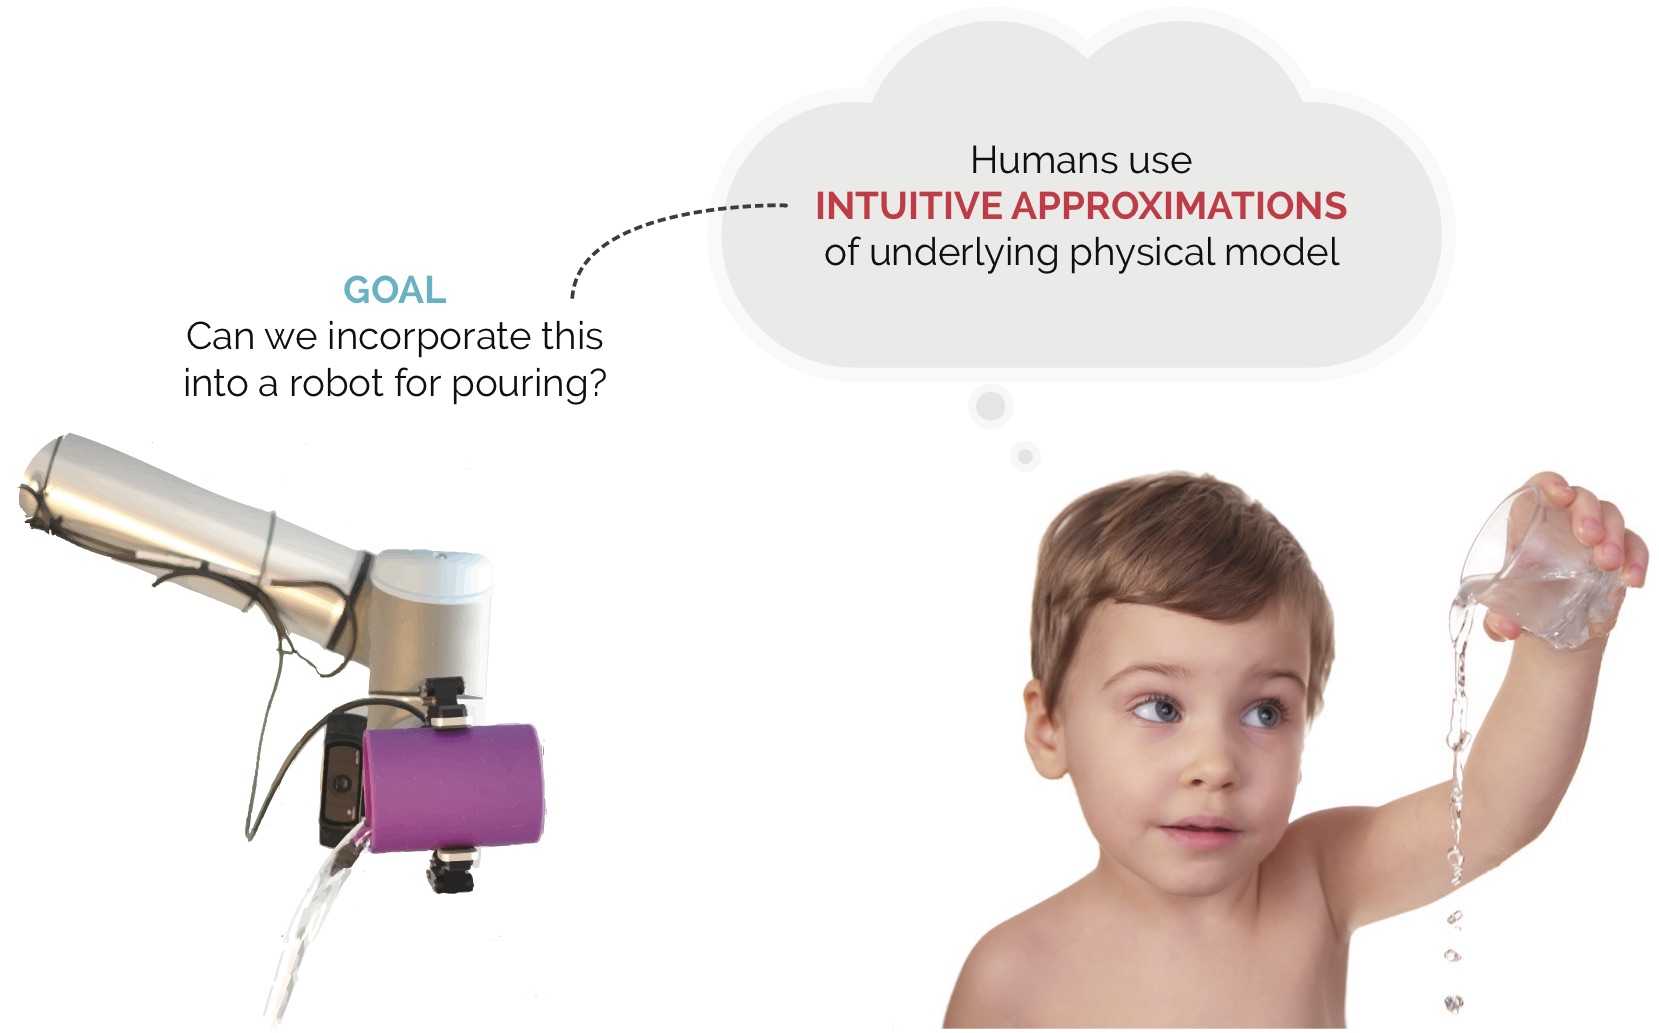 Humans use
INTUITIVE APPROXIMATIONS
of underlying physical model
GOAL
Can we incorporate this
into a robot for pouring?